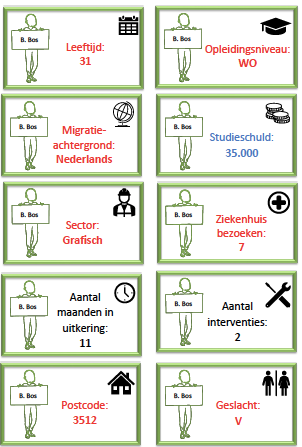 B. Bos
Leeftijd:
31
B. Bos
Opleidingsniveau:
WO
B. Bos
Migratie-
achtergrond:
Nederlands
B. Bos
Studieschuld:
35.000
B. Bos
Sector:
Grafisch
B. Bos
Ziekenhuis
bezoeken:
7
B. Bos
Aantal
maanden in
uitkering:
11
B. Bos
Aantal
interventies:
2
B. Bos
Postcode:
3512
B. Bos
Geslacht:
V